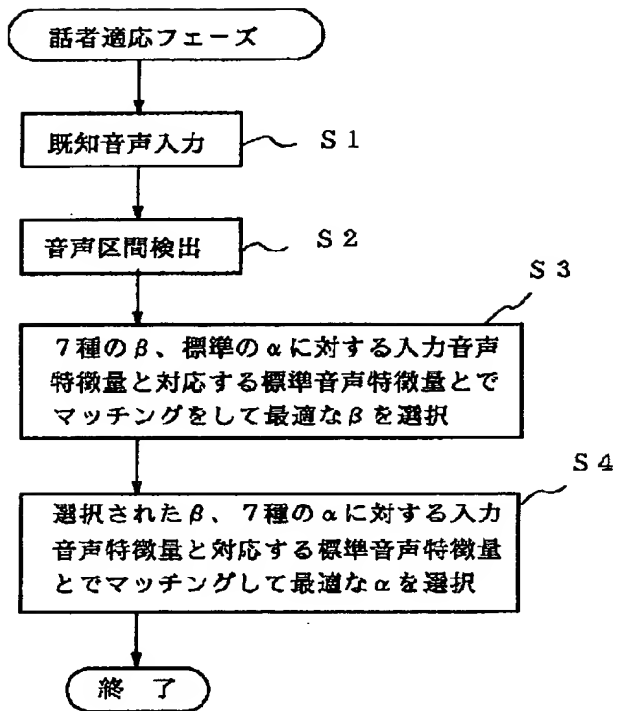 話者適応フェーズ
既知音声入力
S1
音声区間検出
S2
S3
7種のβ、標準のαに対する入力音声
特徴量と対応する標準音声特徴量とで
マッチングをして最適なβを選択
S4
選択されたβ、7種のαに対する入力
音声特徴量と対応する標準音声特徴量
とでマッチングして最適なαを選択
終了